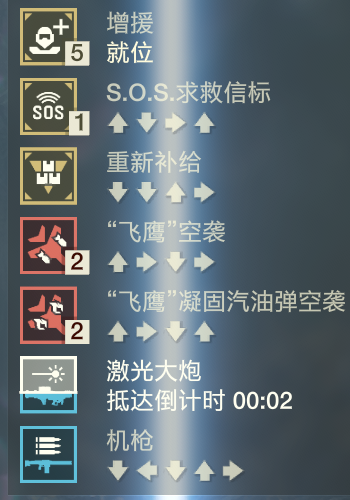 增援
5
就位
S.O.S.求救信标
SOS
1
↑ ↓ → ↑
重新补给
↓ ↓ ↑ →
“飞鹰”空袭
2
↑ → ↓ →
“飞鹰”凝固汽油弹空袭
2
↑ → ↓ ↑
激光大炮
抵达倒计时 00:02
机枪
↓ ← ↓ ↑ →